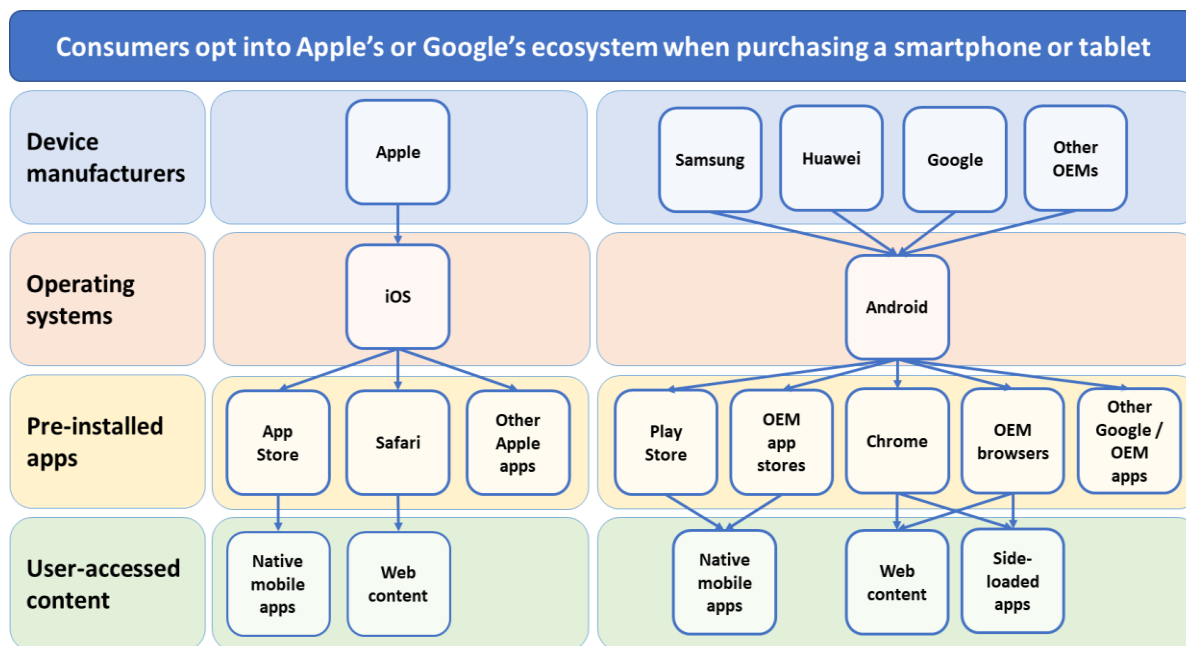 Consumers opt into Apple's or Google's ecosystem when purchasing a smartphone or tablet
Device
manufacturers
Apple
Samsung
Huawei
Google
Other
OEMs
Operating
systems
iOS
Android
Pre-installed
apps
App
Store
Safari
Other
Apple
apps
Play
Store
OEM
app
stores
Chrome
OEM
browsers
Other
Google /
OEM
apps
User-accessed
content
Native
mobile
apps
Web
content
Native
mobile
apps
Web
content
Side-
loaded
apps